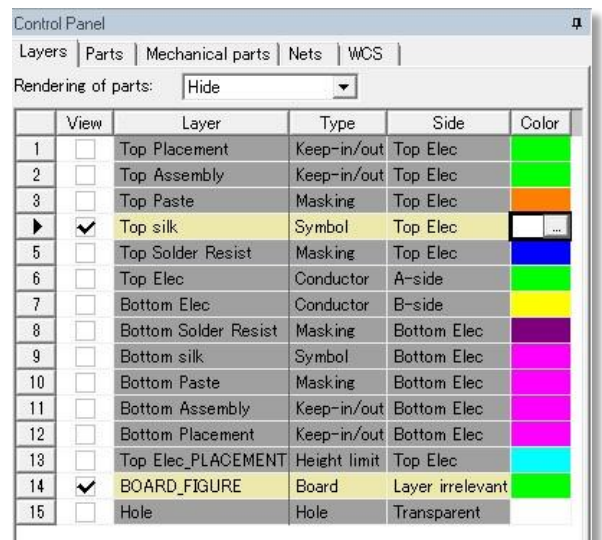 Control Panel
Layers Parts Mechanical parts Nets WCS
Rendering of parts: Hide
View Layer Type Side Color
1 Top Placement Keep-in/out Top Elec
2 Top Assembly Keep-in/out Top Elec
3 Top Paste Masking Top Elec
Top silk Symbol Top Elec ...
5 Top Solder Resist Masking Top Elec
6 Top Elec Conductor A-side
7 Bottom Elec Conductor B-side
8 Bottom Solder Resist Masking Bottom Elec
9 Bottom silk Symbol Bottom Elec
10 Bottom Paste Masking Bottom Elec
11 Bottom Assembly Keep-in/out Bottom Elec
12 Bottom Placement Keep-in/out Bottom Elec
13 Top Elec_PLACEMENT Height limit Top Elec
14 BOARD_FIGURE Board Layer irrelevant
15 Hole Hole Transparent